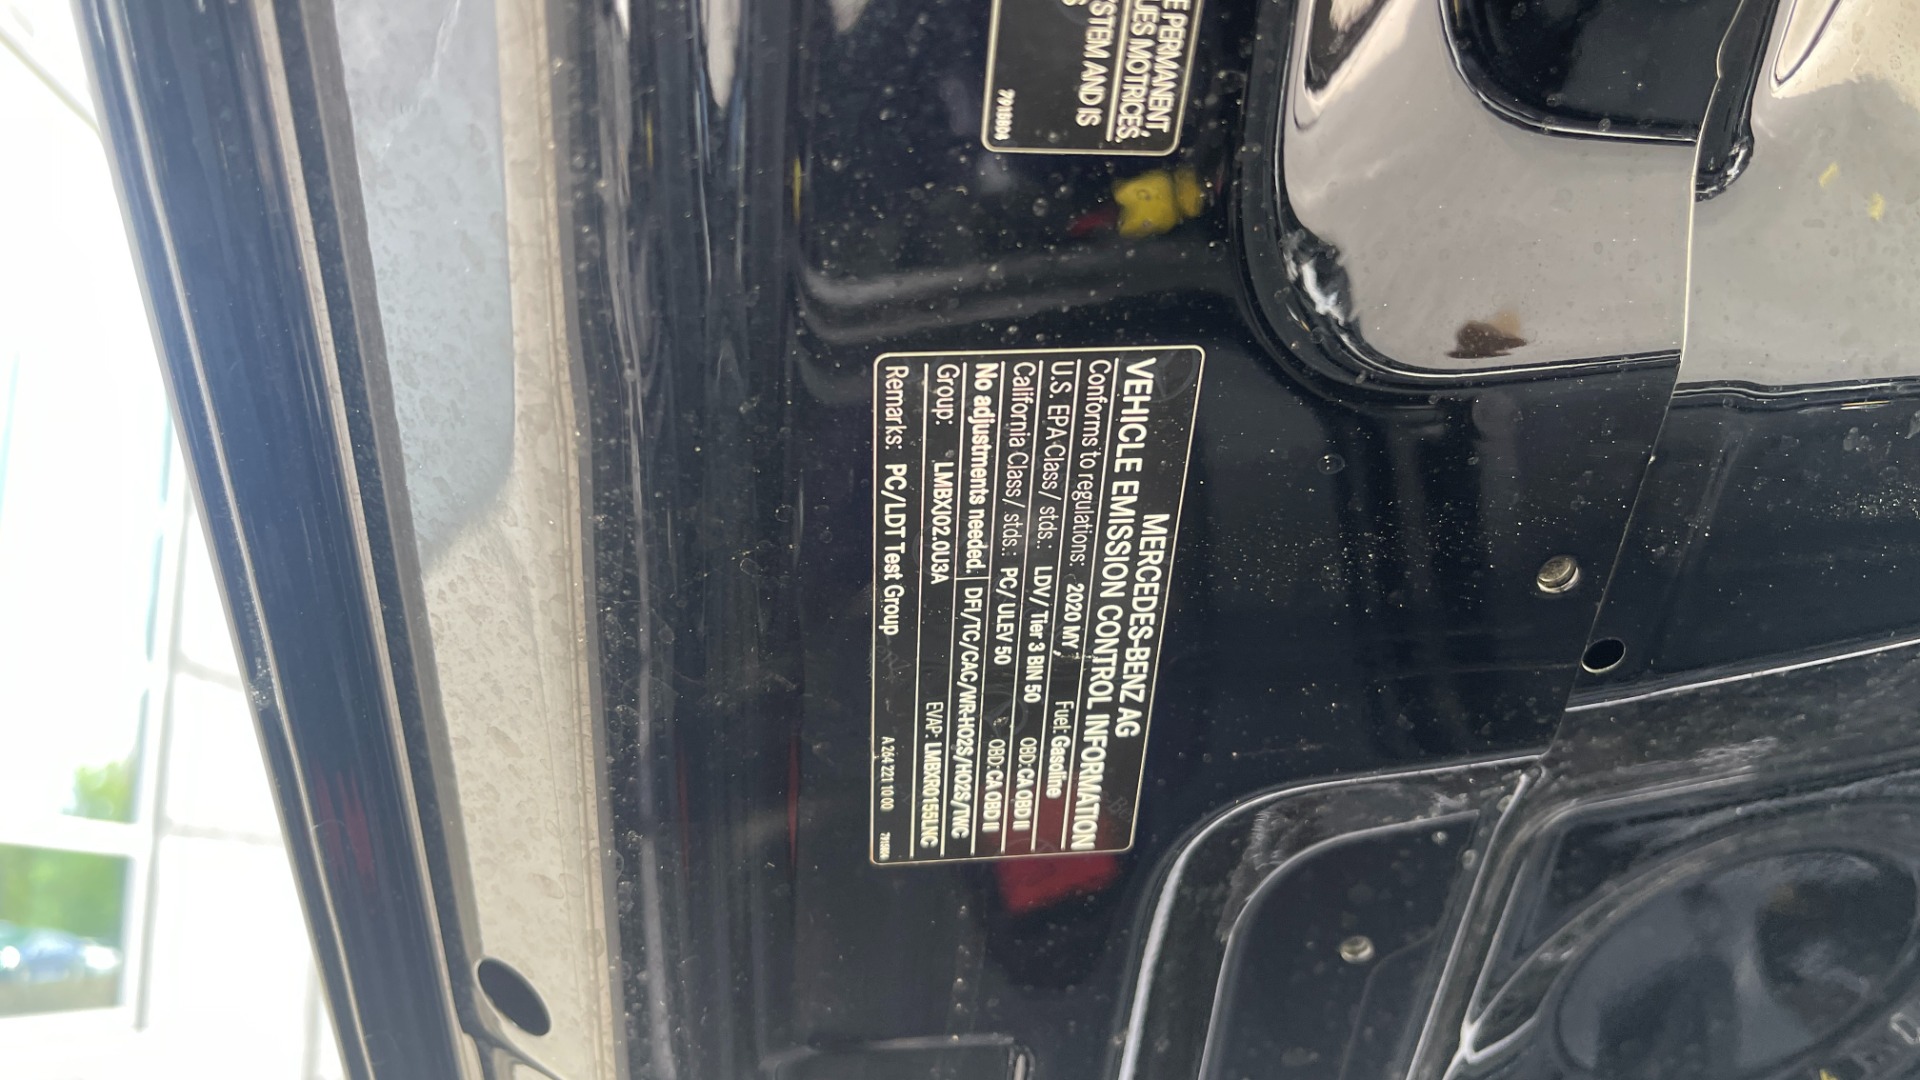 E PERMANENT
UES MOTRICES,
STEM AND IS
S
7915804
MERCEDES-BENZ AG
VEHICLE EMISSION CONTROL INFORMATION
Conforms to regulations: 2020 MY Fuel: Gasoline
U.S. EPA Class/ stds.: LDV/ Tier 3 BIN 50 OBD: CA OBD II
California Class/ stds.: PC/ ULEV 50 OBD: CA OBD II
No adjustments needed. DFI/TC/CAC/WR-HO2S/HO2S/TWC
Group: LMBXJ02.0U3A EVAP: LMBXR0155LNC
Remarks: PC/LDT Test Group A 264 221 10 00